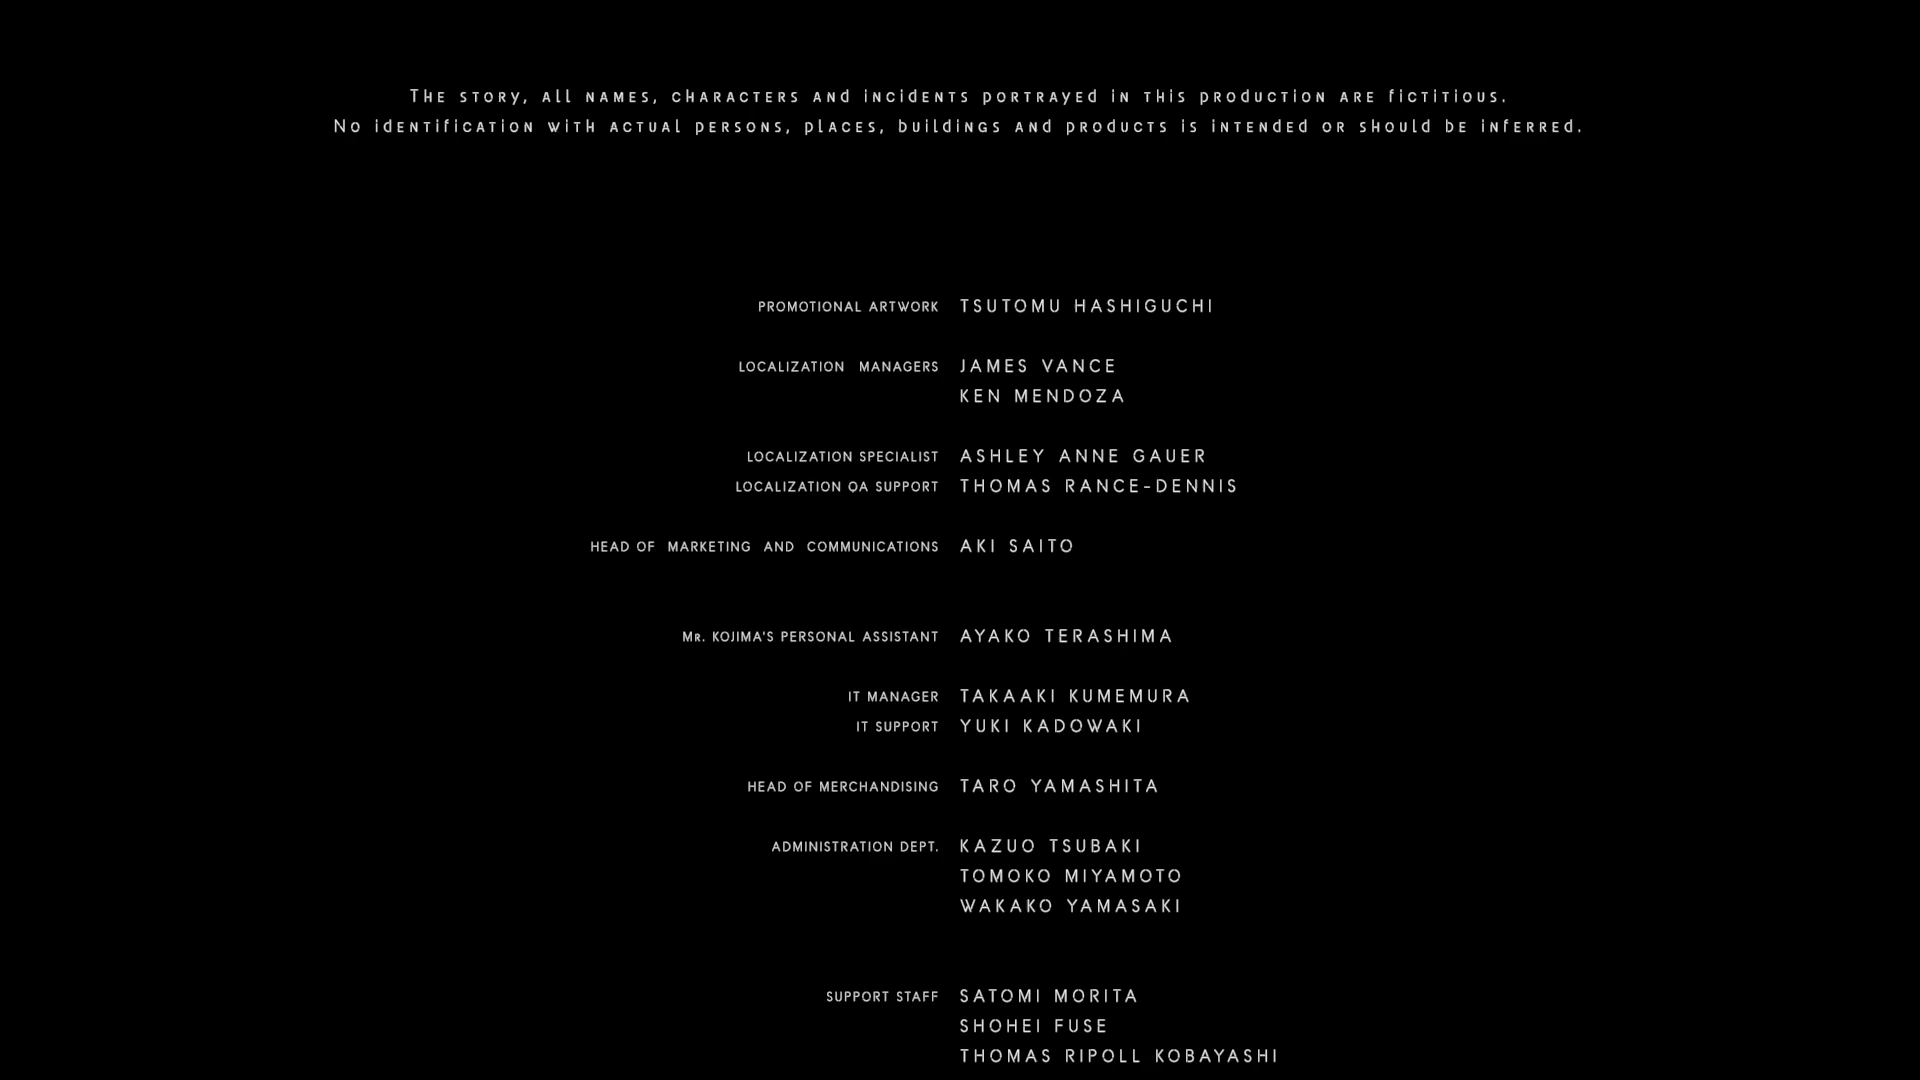 The story, all names, characters and incidents portrayed in this production are fictitious.
No identification with actual persons, places, buildings and products is intended or should be inferred.
PROMOTIONAL ARTWORK TSUTOMU HASHIGUCHI
LOCALIZATION MANAGERS JAMES VANCE
KEN MENDOZA
LOCALIZATION SPECIALIST ASHLEY ANNE GAUER
LOCALIZATION QA SUPPORT THOMAS RANCE-DENNIS
HEAD OF MARKETING AND COMMUNICATIONS AKI SAITO
MR. KOJIMA'S PERSONAL ASSISTANT AYAKO TERASHIMA
IT MANAGER TAKAAKI KUMEMURA
IT SUPPORT YUKI KADOWAKI
HEAD OF MERCHANDISING TARO YAMASHITA
ADMINISTRATION DEPT. KAZUO TSUBAKI
TOMOKO MIYAMOTO
WAKAKO YAMASAKI
SUPPORT STAFF SATOMI MORITA
SHOHEI FUSE
THOMAS RIPOLL KOBAYASHI